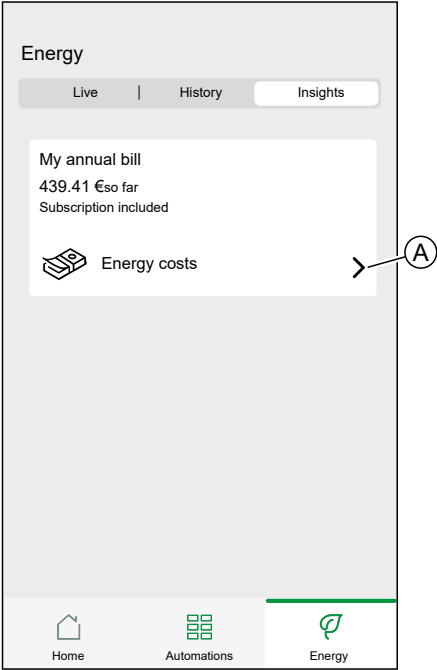 Energy
Live | History Insights
My annual bill
439.41 €so far
Subscription included
Energy costs
A
Home Automations Energy